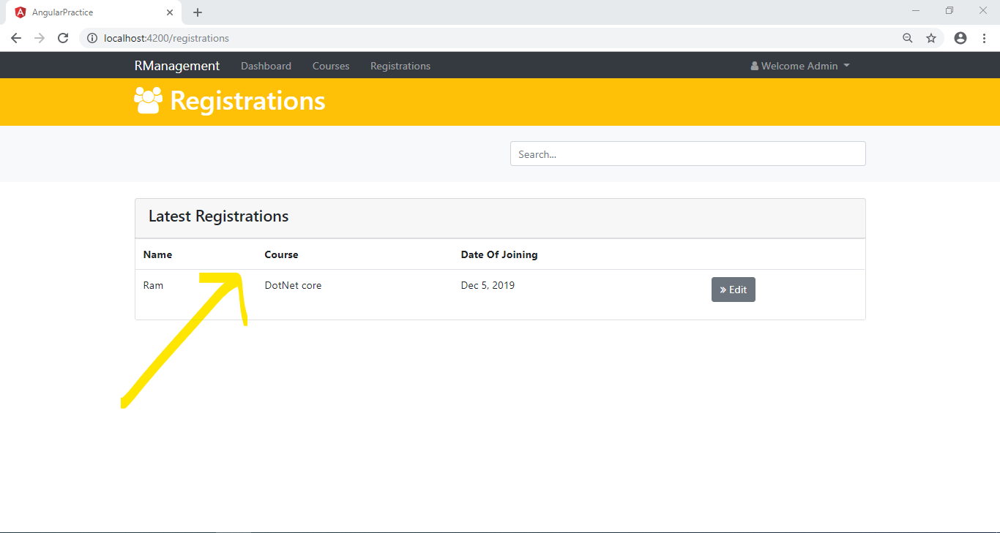 AngularPractice
localhost:4200/registrations
RManagement Dashboard Courses Registrations Welcome Admin
Registrations
Search...
Latest Registrations
Name Course Date Of Joining
Ram DotNet core Dec 5, 2019 » Edit